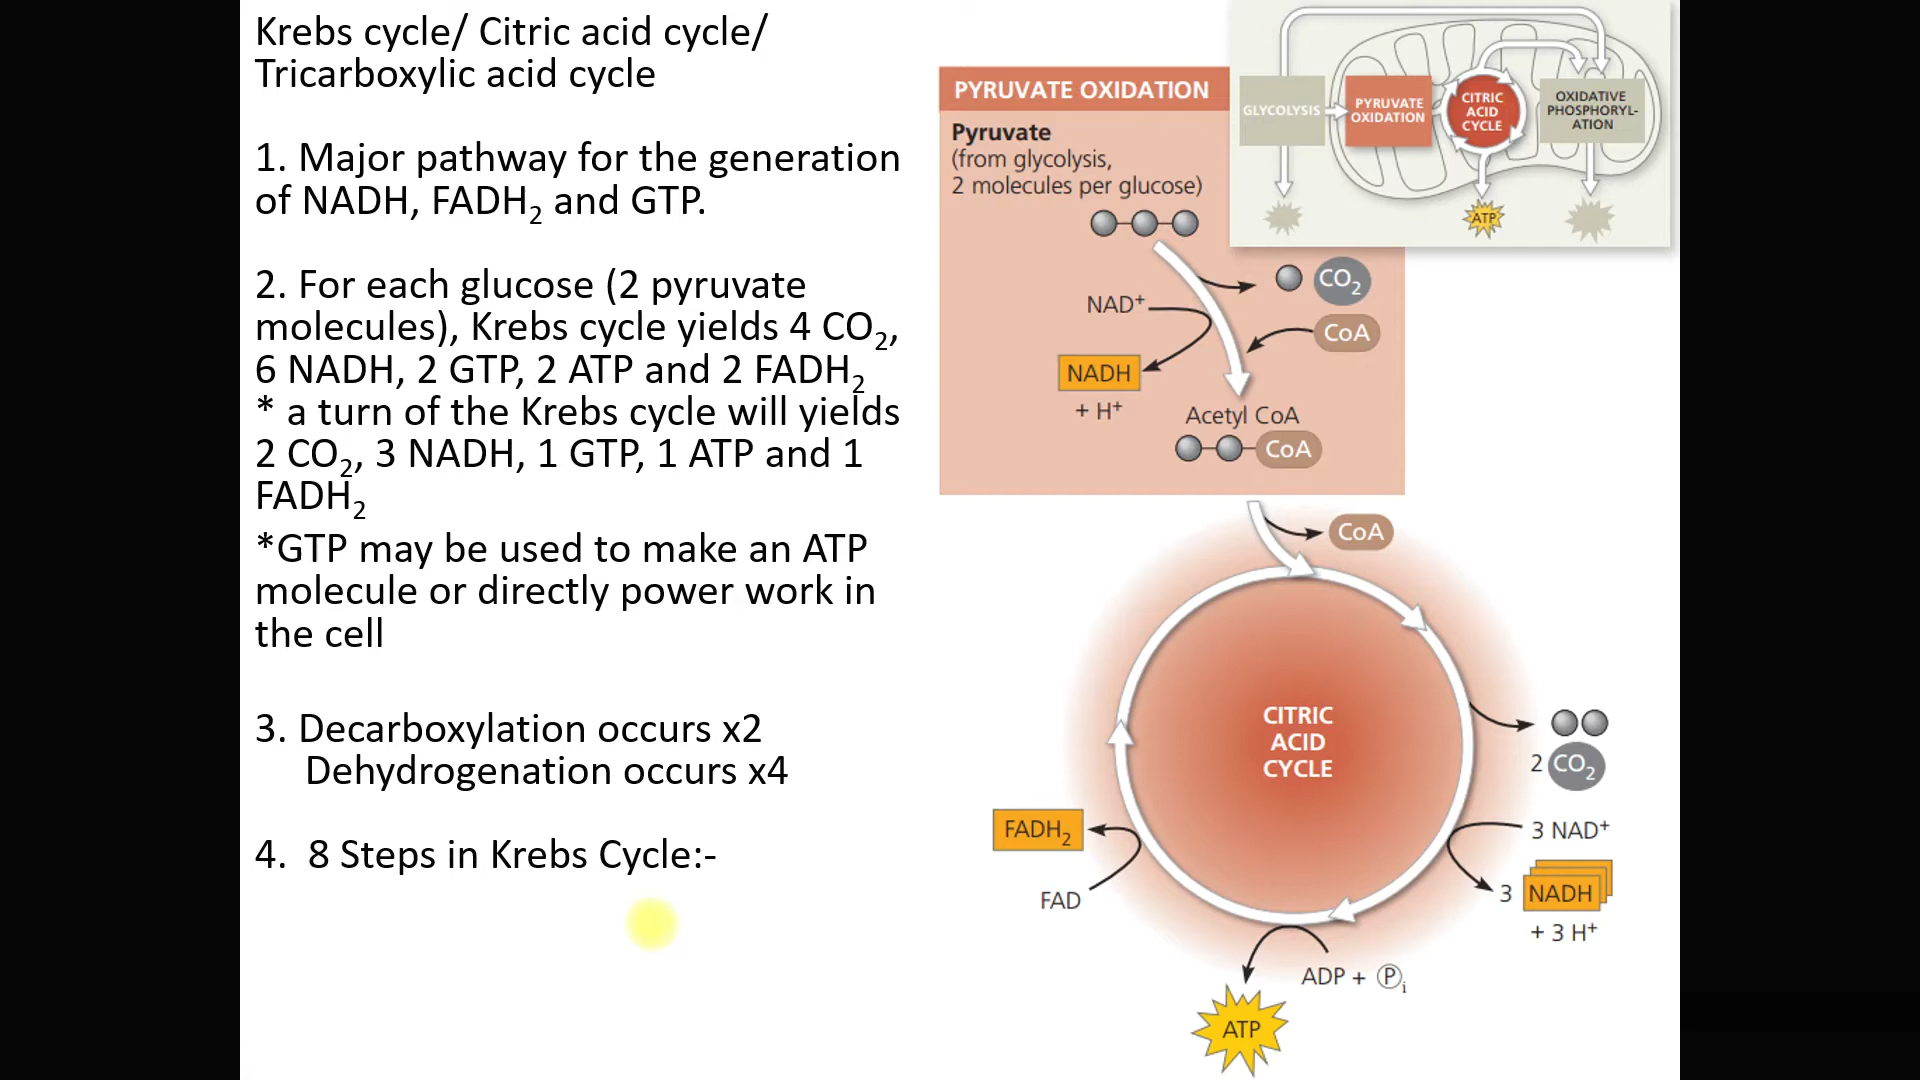 Krebs cycle/ Citric acid cycle/
Tricarboxylic acid cycle
1. Major pathway for the generation
of NADH, FADH₂ and GTP.
2. For each glucose (2 pyruvate
molecules), Krebs cycle yields 4 CO₂,
6 NADH, 2 GTP, 2 ATP and 2 FADH₂
* a turn of the Krebs cycle will yields
2 CO₂, 3 NADH, 1 GTP, 1 ATP and 1
FADH₂
*GTP may be used to make an ATP
molecule or directly power work in
the cell
3. Decarboxylation occurs x2
Dehydrogenation occurs x4
4. 8 Steps in Krebs Cycle:-
PYRUVATE OXIDATION
Pyruvate
(from glycolysis,
2 molecules per glucose)
CO₂
NAD⁺
CoA
NADH
+ H⁺
Acetyl CoA
CoA
GLYCOLYSIS
PYRUVATE
OXIDATION
CITRIC
ACID
CYCLE
OXIDATIVE
PHOSPHORYL-
ATION
ATP
CoA
CITRIC
ACID
CYCLE
2 CO₂
3 NAD⁺
3 NADH
+ 3 H⁺
FADH₂
FAD
ADP + Pᵢ
ATP